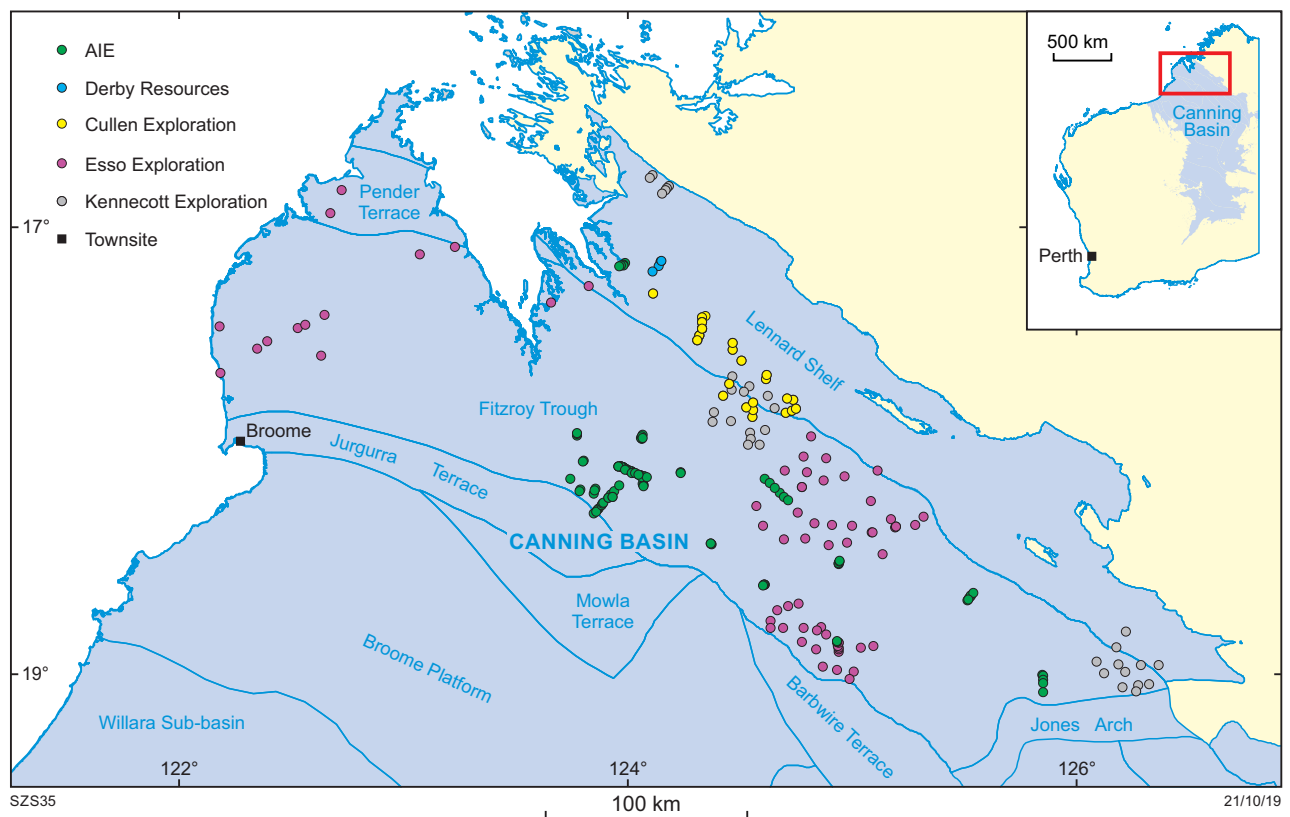 AIE
Derby Resources
Cullen Exploration
Esso Exploration
Kennecott Exploration
Townsite
500 km
Canning
Basin
Perth
17°
Pender
Terrace
Lennard Shelf
Fitzroy Trough
Broome
Jurgurra Terrace
CANNING BASIN
Mowla
Terrace
Broome Platform
19°
Barbwire Terrace
Willara Sub-basin
Jones Arch
122°
124°
126°
SZS35
100 km
21/10/19